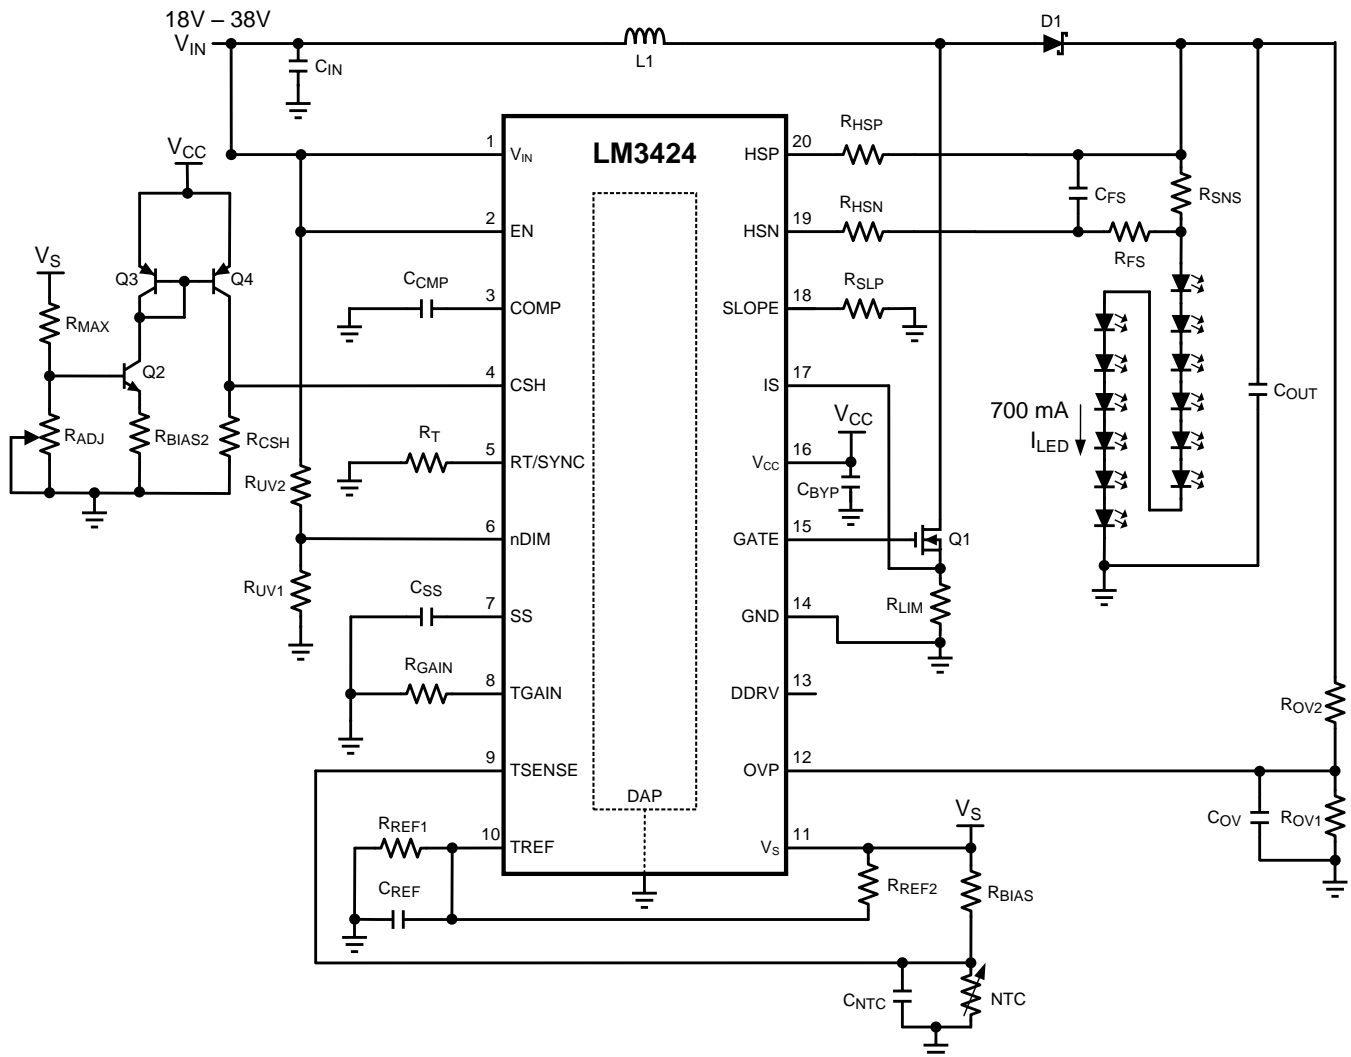 18V – 38V
VIN
D1
L1
CIN
RHSP
1
VIN
LM3424
HSP
20
VCC
CFS
RSNS
RHSN
2
EN
HSN
19
RFS
VS
Q3
Q4
CCMP
RSLP
3
COMP
SLOPE
18
RMAX
Q2
4
CSH
IS
17
COUT
700 mA
ILED
VCC
RADJ
RBIAS2
RCSH
RT
5
RT/SYNC
VCC
16
RUV2
CBYP
6
nDIM
GATE
15
Q1
RUV1
CSS
RLIM
7
SS
GND
14
RGAIN
8
TGAIN
DDRV
13
ROV2
9
TSENSE
OVP
12
DAP
VS
COV
ROV1
RREF1
10
TREF
VS
11
CREF
RREF2
RBIAS
CNTC
NTC